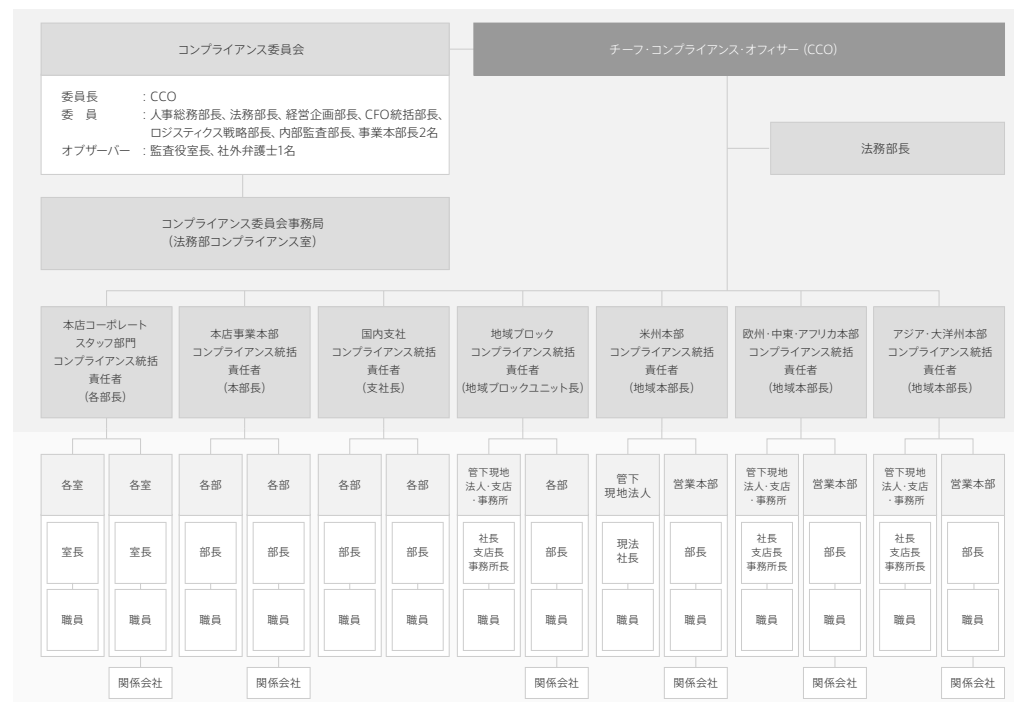 コンプライアンス委員会
チーフ・コンプライアンス・オフィサー(CCO)
委員長 :CCO
委 員 :人事総務部長、法務部長、経営企画部長、CFO統括部長、
ロジスティクス戦略部長、内部監査部長、事業本部長2名
オブザーバー :監査役室長、社外弁護士1名
法務部長
コンプライアンス委員会事務局
(法務部コンプライアンス室)
本店コーポレート
スタッフ部門
コンプライアンス統括
責任者
(各部長)
本店事業本部
コンプライアンス統括
責任者
(本部長)
国内支社
コンプライアンス統括
責任者
(支社長)
地域ブロック
コンプライアンス統括
責任者
(地域ブロックユニット長)
米州本部
コンプライアンス統括
責任者
(地域本部長)
欧州・中東・アフリカ本部
コンプライアンス統括
責任者
(地域本部長)
アジア・大洋州本部
コンプライアンス統括
責任者
(地域本部長)
各室
室長
職員
各室
室長
職員
関係会社
各部
部長
職員
各部
部長
職員
関係会社
各部
部長
職員
各部
部長
職員
管下現地
法人・支店
・事務所
社長
支店長
事務所長
職員
各部
部長
職員
関係会社
管下
現地法人
現法
社長
職員
営業本部
部長
職員
関係会社
管下現地
法人・支店
・事務所
社長
支店長
事務所長
職員
営業本部
部長
職員
関係会社
管下現地
法人・支店
・事務所
社長
支店長
事務所長
職員
営業本部
部長
職員
関係会社